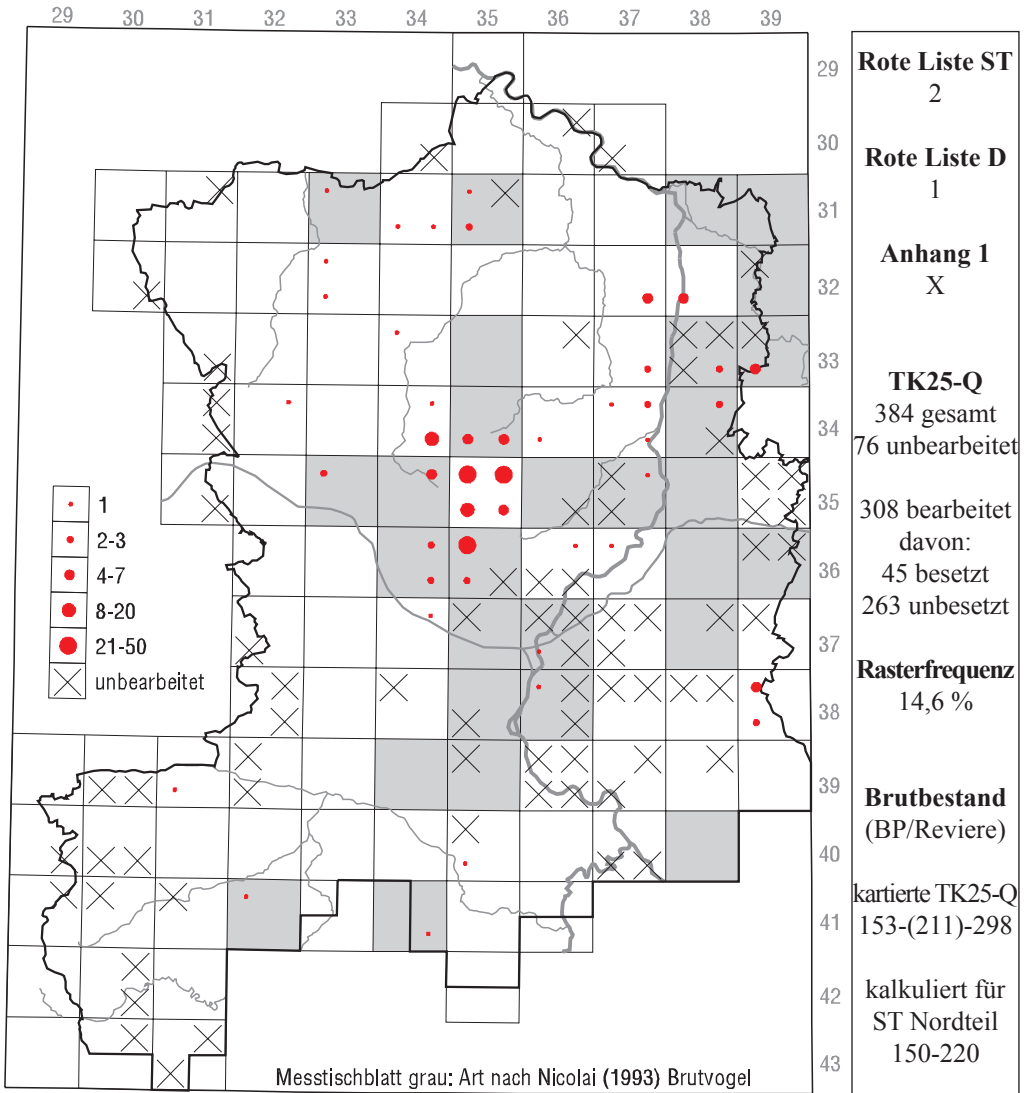 29 30 31 32 33 34 35 36 37 38 39
29
30
31
32
33
34
35
36
37
38
39
40
41
42
43
1
2-3
4-7
8-20
21-50
unbearbeitet
Messtischblatt grau: Art nach Nicolai (1993) Brutvogel
Rote Liste ST
2
Rote Liste D
1
Anhang 1
X
TK25-Q
384 gesamt
76 unbearbeitet
308 bearbeitet
davon:
45 besetzt
263 unbesetzt
Rasterfrequenz
14,6 %
Brutbestand
(BP/Reviere)
kartierte TK25-Q
153-(211)-298
kalkuliert für
ST Nordteil
150-220